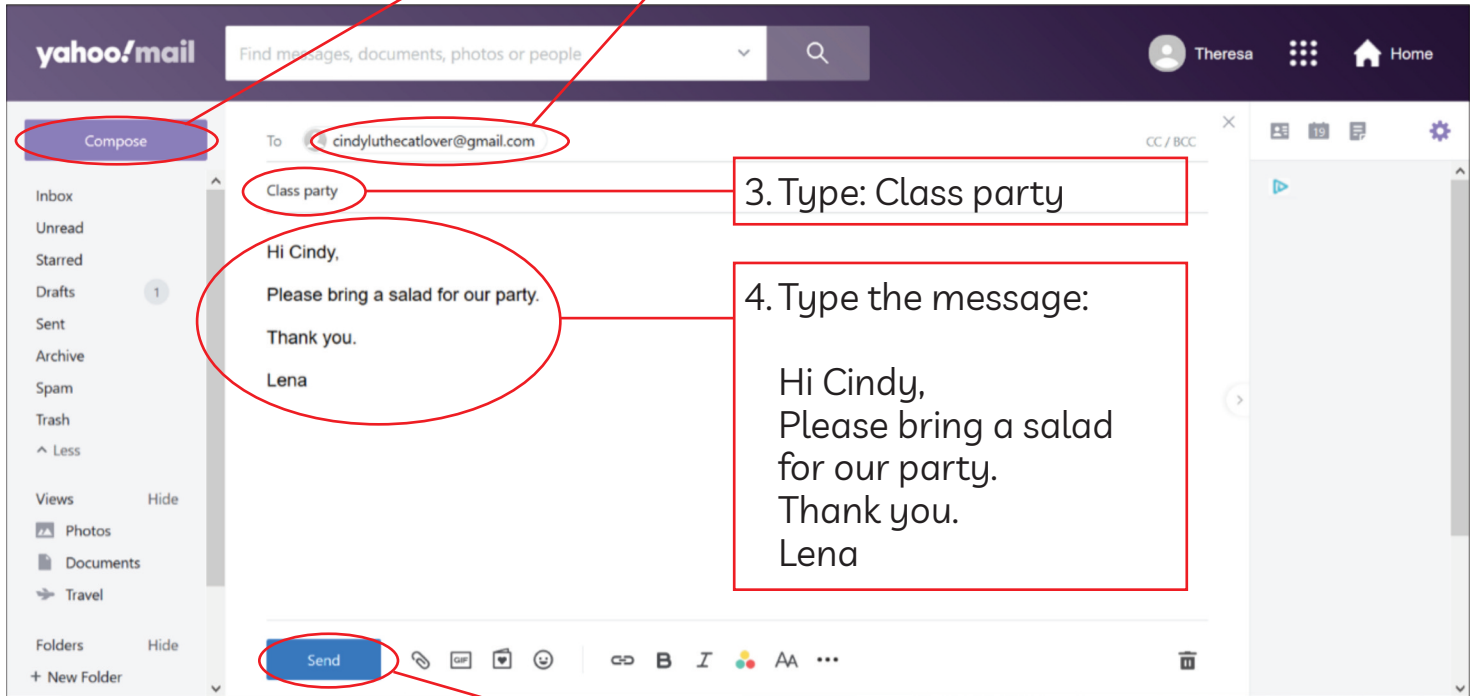 yahoo!mail
Find messages, documents, photos or people
Theresa
Home
Compose
To cindyluthecatlover@gmail.com
CC / BCC
19
Class party
3. Type: Class party
Inbox
Unread
Starred
Drafts 1
Sent
Archive
Spam
Trash
Less
Views Hide
Photos
Documents
Travel
Folders Hide
+ New Folder
Hi Cindy,
Please bring a salad for our party.
Thank you.
Lena
4. Type the message:
Hi Cindy,
Please bring a salad
for our party.
Thank you.
Lena
Send
GIF
B I AA